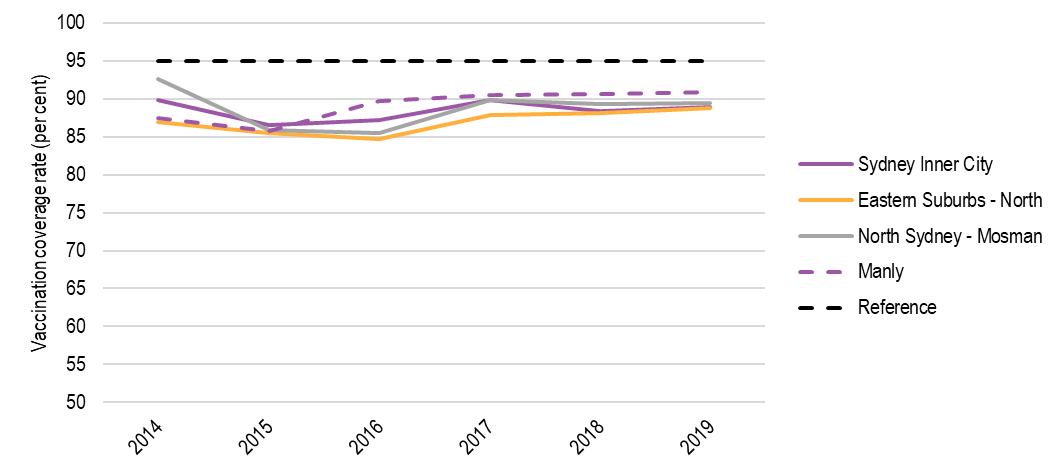 Vaccination coverage rate (per cent)
100
95
90
85
80
75
70
65
60
55
50
2014
2015
2016
2017
2018
2019
Sydney Inner City
Eastern Suburbs - North
North Sydney - Mosman
Manly
Reference